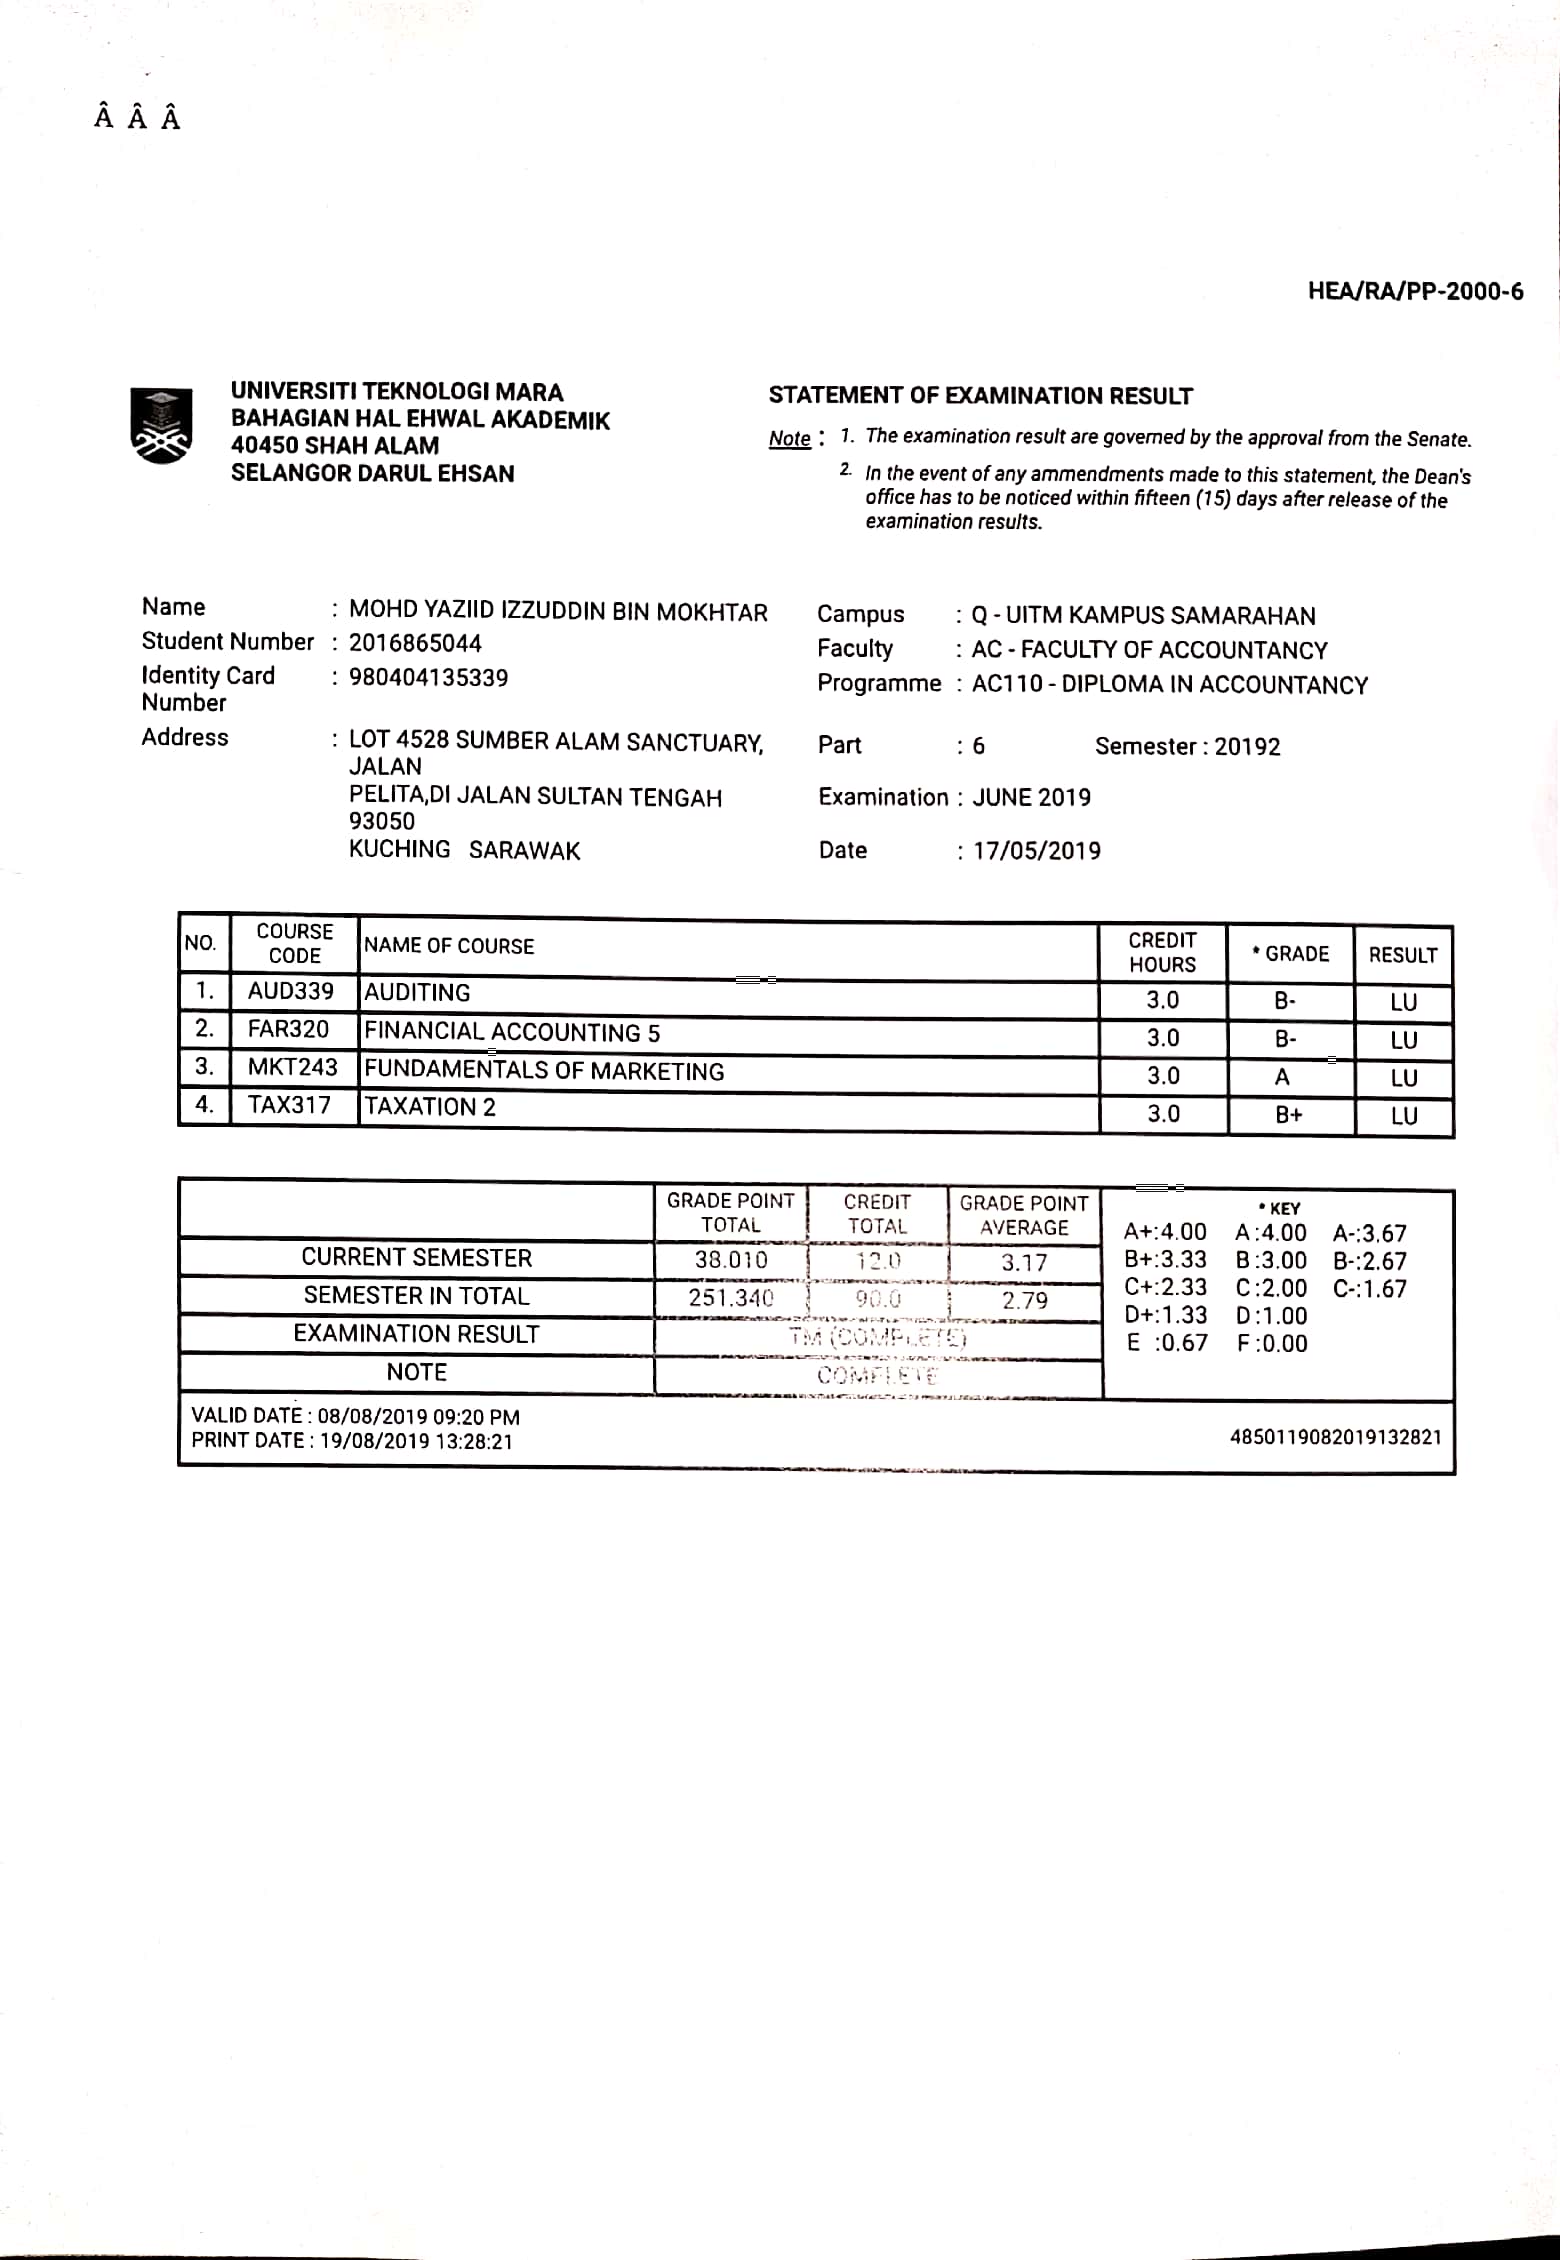 Â Â Â
HEA/RA/PP-2000-6
UNIVERSITI TEKNOLOGI MARA
BAHAGIAN HAL EHWAL AKADEMIK
40450 SHAH ALAM
SELANGOR DARUL EHSAN
STATEMENT OF EXAMINATION RESULT
Note : 1. The examination result are governed by the approval from the Senate.
2. In the event of any ammendments made to this statement, the Dean's
office has to be noticed within fifteen (15) days after release of the
examination results.
Name : MOHD YAZIID IZZUDDIN BIN MOKHTAR
Student Number : 2016865044
Identity Card : 980404135339
Number
Address : LOT 4528 SUMBER ALAM SANCTUARY,
JALAN
PELITA,DI JALAN SULTAN TENGAH
93050
KUCHING SARAWAK
Campus : Q - UITM KAMPUS SAMARAHAN
Faculty : AC - FACULTY OF ACCOUNTANCY
Programme : AC110 - DIPLOMA IN ACCOUNTANCY
Part : 6 Semester : 20192
Examination : JUNE 2019
Date : 17/05/2019
NO. COURSE CODE NAME OF COURSE CREDIT HOURS * GRADE RESULT
1. AUD339 AUDITING 3.0 B- LU
2. FAR320 FINANCIAL ACCOUNTING 5 3.0 B- LU
3. MKT243 FUNDAMENTALS OF MARKETING 3.0 A LU
4. TAX317 TAXATION 2 3.0 B+ LU
GRADE POINT TOTAL CREDIT TOTAL GRADE POINT AVERAGE
CURRENT SEMESTER 38.010 12.0 3.17
SEMESTER IN TOTAL 251.340 90.0 2.79
EXAMINATION RESULT TM (COMPLETE)
NOTE COMPLETE
* KEY
A+:4.00 A:4.00 A-:3.67
B+:3.33 B:3.00 B-:2.67
C+:2.33 C:2.00 C-:1.67
D+:1.33 D:1.00
E :0.67 F:0.00
VALID DATE : 08/08/2019 09:20 PM
PRINT DATE : 19/08/2019 13:28:21
4850119082019132821